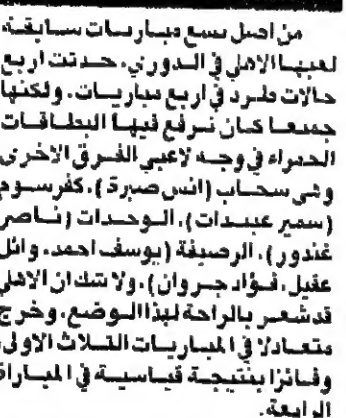 من اصل سبع مباريات سابقة،
لعبها الاهلي في الدوري، حدثت اربع
حالات طرد في اربع مباريات، ولكنها
جميعا كان ترفع فيها البطاقات
الحمراء في وجه لاعبي الفرق الاخرى
وهي سحاب (انس صبرة)، كفرسوم
(سمير عبيدات)، الوحدات (ناصر
غندور)، الرصيفة (يوسف احمد، وائل
عقيل، فؤاد جروان)، ولا شك ان الاهلي
قد شعر بالراحة لهذا الوضع، وخرج
متعادلا في المباريات الثلاث الاولى،
وفائزا بنتيجة قياسية في المباراة
الرابعة.